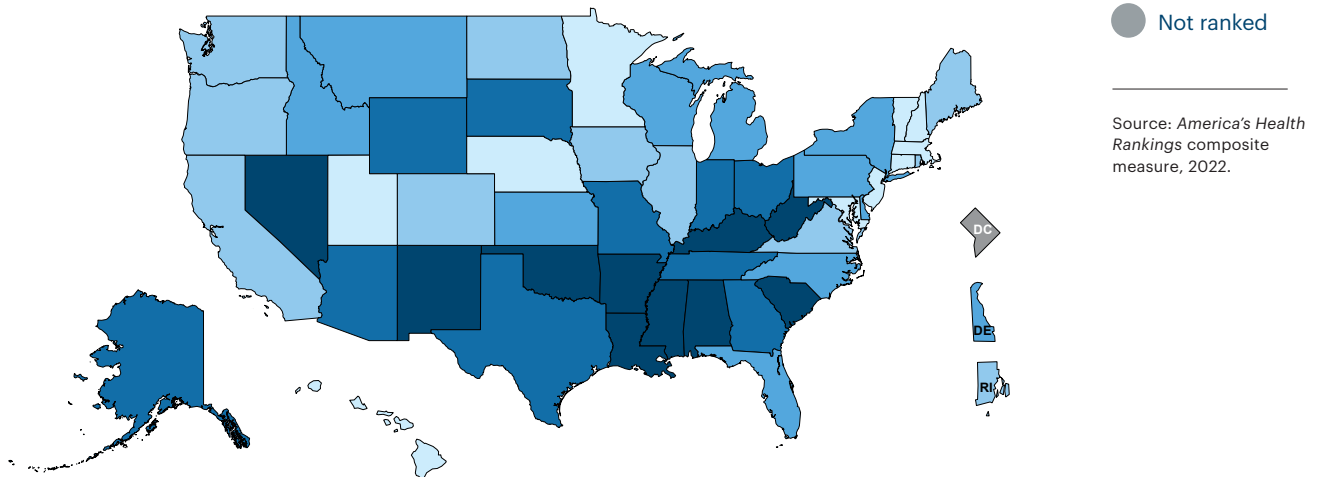 Not ranked
Source: America's Health
Rankings composite
measure, 2022.
DC
DE
RI